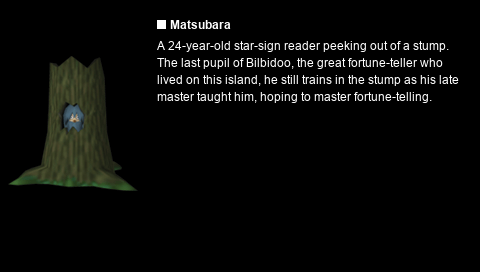 ■ Matsubara
A 24-year-old star-sign reader peeking out of a stump.
The last pupil of Bilbidoo, the great fortune-teller who
lived on this island, he still trains in the stump as his late
master taught him, hoping to master fortune-telling.